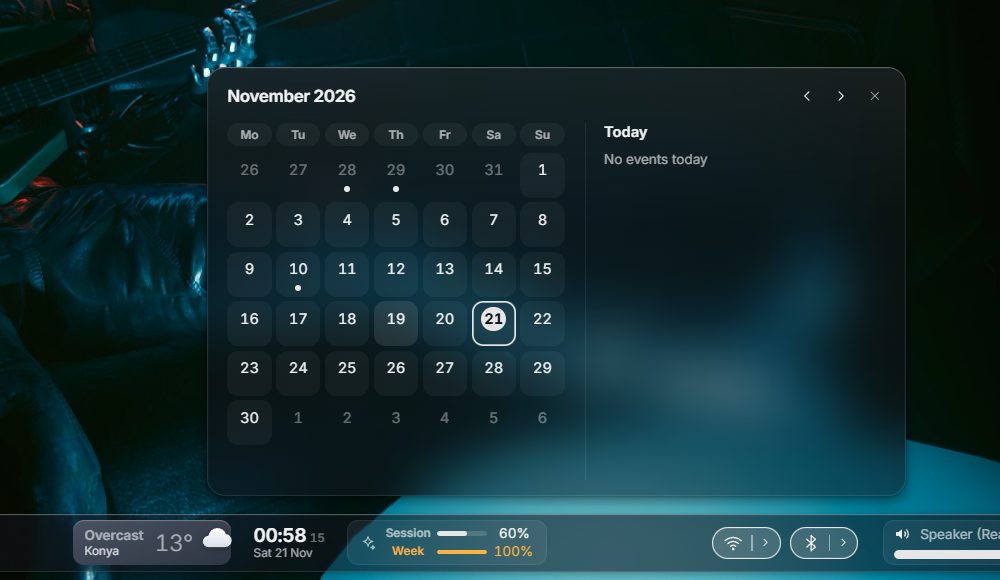 November 2026
Mo Tu We Th Fr Sa Su
26 27 28 29 30 31 1
2 3 4 5 6 7 8
9 10 11 12 13 14 15
16 17 18 19 20 21 22
23 24 25 26 27 28 29
30 1 2 3 4 5 6
Today
No events today
Overcast
Konya
13°
00:58 15
Sat 21 Nov
Session 60%
Week 100%
Speaker (Rea